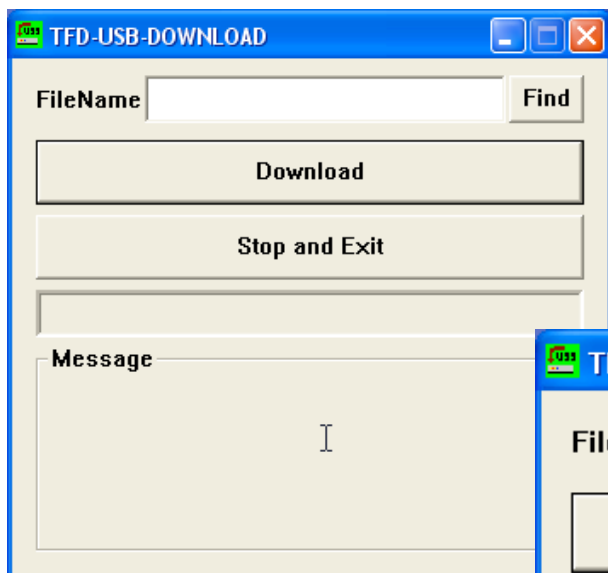 TFD-USB-DOWNLOAD
FileName Find
Download
Stop and Exit
Message